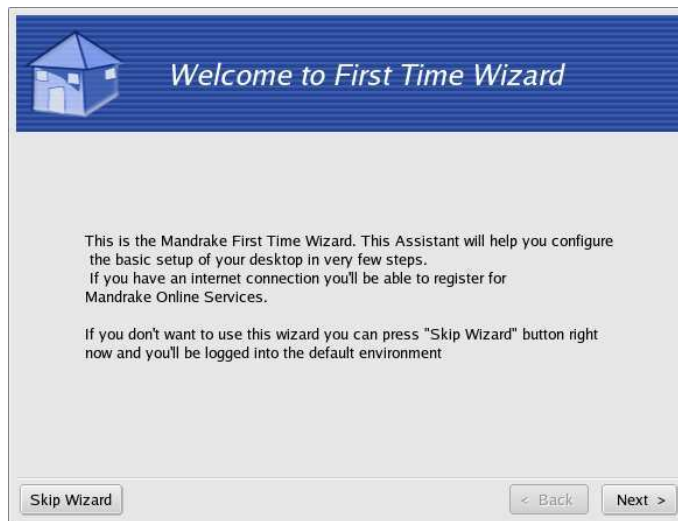 Welcome to First Time Wizard
This is the Mandrake First Time Wizard. This Assistant will help you configure
the basic setup of your desktop in very few steps.
If you have an internet connection you'll be able to register for
Mandrake Online Services.
If you don't want to use this wizard you can press "Skip Wizard" button right
now and you'll be logged into the default environment
Skip Wizard
< Back
Next >